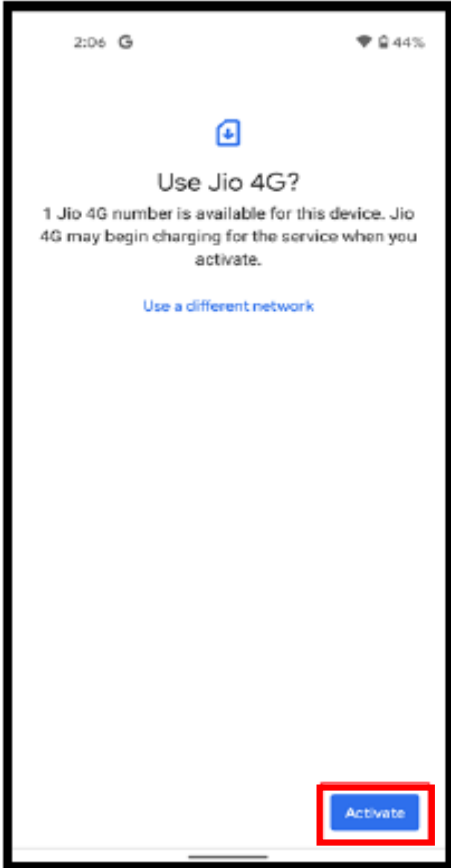 2:06 G 44%
Use Jio 4G?
1 Jio 4G number is available for this device. Jio
4G may begin charging for the service when you
activate.
Use a different network
Activate